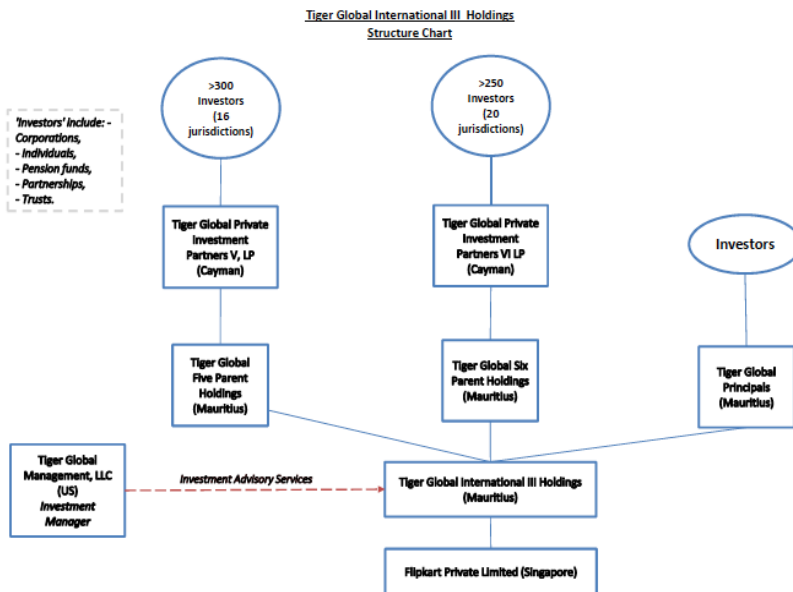 Tiger Global International III Holdings
Structure Chart
>300
Investors
(16
jurisdictions)
>250
Investors
(20
jurisdictions)
'Investors' include: -
Corporations,
- Individuals,
- Pension funds,
- Partnerships,
- Trusts.
Tiger Global Private
Investment
Partners V, LP
(Cayman)
Tiger Global Private
Investment
Partners VI LP
(Cayman)
Investors
Tiger Global
Five Parent
Holdings
(Mauritius)
Tiger Global Six
Parent Holdings
(Mauritius)
Tiger Global
Principals
(Mauritius)
Tiger Global
Management, LLC
(US)
Investment
Manager
Investment Advisory Services
Tiger Global International III Holdings
(Mauritius)
Flipkart Private Limited (Singapore)